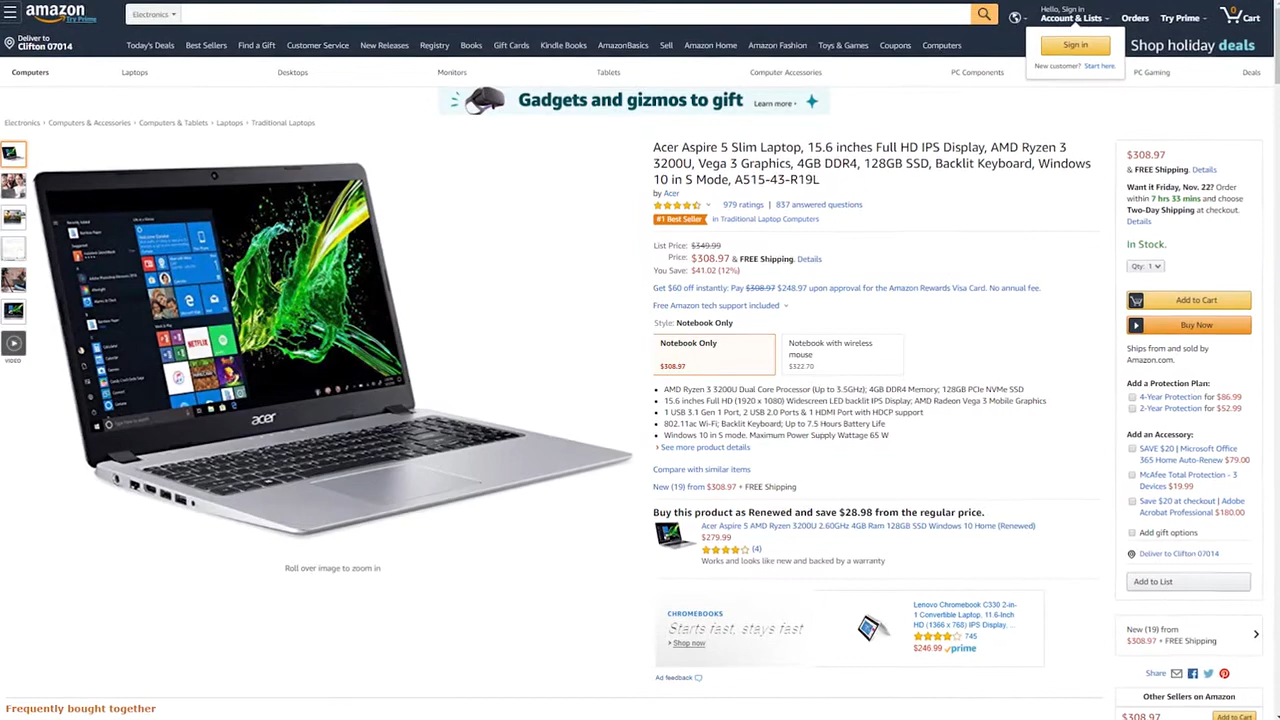 amazon
Try Prime
Electronics
Hello, Sign in
Account & Lists
Orders
Try Prime
Cart
Deliver to
Clifton 07014
Today's Deals
Best Sellers
Find a Gift
Customer Service
New Releases
Registry
Books
Gift Cards
Kindle Books
AmazonBasics
Sell
Amazon Home
Amazon Fashion
Toys & Games
Coupons
Computers
Sign in
New customer? Start here.
Shop holiday deals
Computers
Laptops
Desktops
Monitors
Tablets
Computer Accessories
PC Components
PC Gaming
Deals
Gadgets and gizmos to gift
Learn more ›
Electronics › Computers & Accessories › Computers & Tablets › Laptops › Traditional Laptops
VIDEO
NETFLIX
acer
Roll over image to zoom in
Acer Aspire 5 Slim Laptop, 15.6 inches Full HD IPS Display, AMD Ryzen 3
3200U, Vega 3 Graphics, 4GB DDR4, 128GB SSD, Backlit Keyboard, Windows
10 in S Mode, A515-43-R19L
by Acer
979 ratings | 837 answered questions
#1 Best Seller in Traditional Laptop Computers
List Price: $349.99
Price: $308.97 & FREE Shipping. Details
You Save: $41.02 (12%)
Get $60 off instantly: Pay $308.97 $248.97 upon approval for the Amazon Rewards Visa Card. No annual fee.
Free Amazon tech support included
Style: Notebook Only
Notebook Only
$308.97
Notebook with wireless
mouse
$322.70
• AMD Ryzen 3 3200U Dual Core Processor (Up to 3.5GHz); 4GB DDR4 Memory; 128GB PCIe NVMe SSD
• 15.6 inches Full HD (1920 x 1080) Widescreen LED backlit IPS Display; AMD Radeon Vega 3 Mobile Graphics
• 1 USB 3.1 Gen 1 Port, 2 USB 2.0 Ports & 1 HDMI Port with HDCP support
• 802.11ac Wi-Fi; Backlit Keyboard; Up to 7.5 Hours Battery Life
• Windows 10 in S mode. Maximum Power Supply Wattage 65 W
› See more product details
Compare with similar items
New (19) from $308.97 + FREE Shipping
Buy this product as Renewed and save $28.98 from the regular price.
Acer Aspire 5 AMD Ryzen 3200U 2.60GHz 4GB Ram 128GB SSD Windows 10 Home (Renewed)
$279.99
(4)
Works and looks like new and backed by a warranty
CHROMEBOOKS
Starts fast, stays fast
› Shop now
Lenovo Chromebook C330 2-in-
1 Convertible Laptop, 11.6-Inch
HD (1366 x 768) IPS Display, ...
745
$246.99 prime
Ad feedback
$308.97
& FREE Shipping. Details
Want it Friday, Nov. 22? Order
within 7 hrs 33 mins and choose
Two-Day Shipping at checkout.
Details
In Stock.
Qty: 1
Add to Cart
Buy Now
Ships from and sold by
Amazon.com.
Add a Protection Plan:
4-Year Protection for $86.99
2-Year Protection for $52.99
Add an Accessory:
SAVE $20 | Microsoft Office
365 Home Auto-Renew $79.00
McAfee Total Protection - 3
Devices $19.99
Save $20 at checkout | Adobe
Acrobat Professional $180.00
Add gift options
Deliver to Clifton 07014
Add to List
New (19) from
$308.97 + FREE Shipping
Share
Other Sellers on Amazon
$308.97
Add to Cart
Frequently bought together